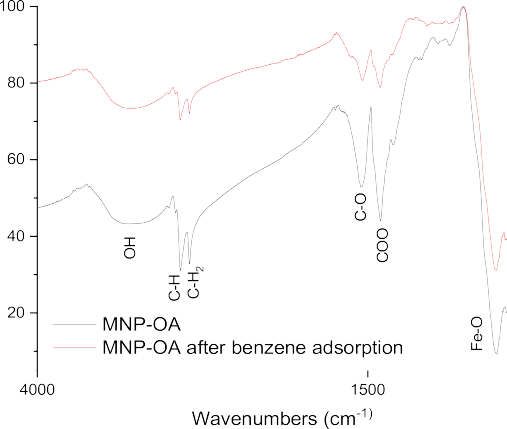 100
80
60
40
20
OH
C-H
C-H₂
C-O
COO
Fe-O
MNP-OA
MNP-OA after benzene adsorption
4000
1500
Wavenumbers (cm⁻¹)